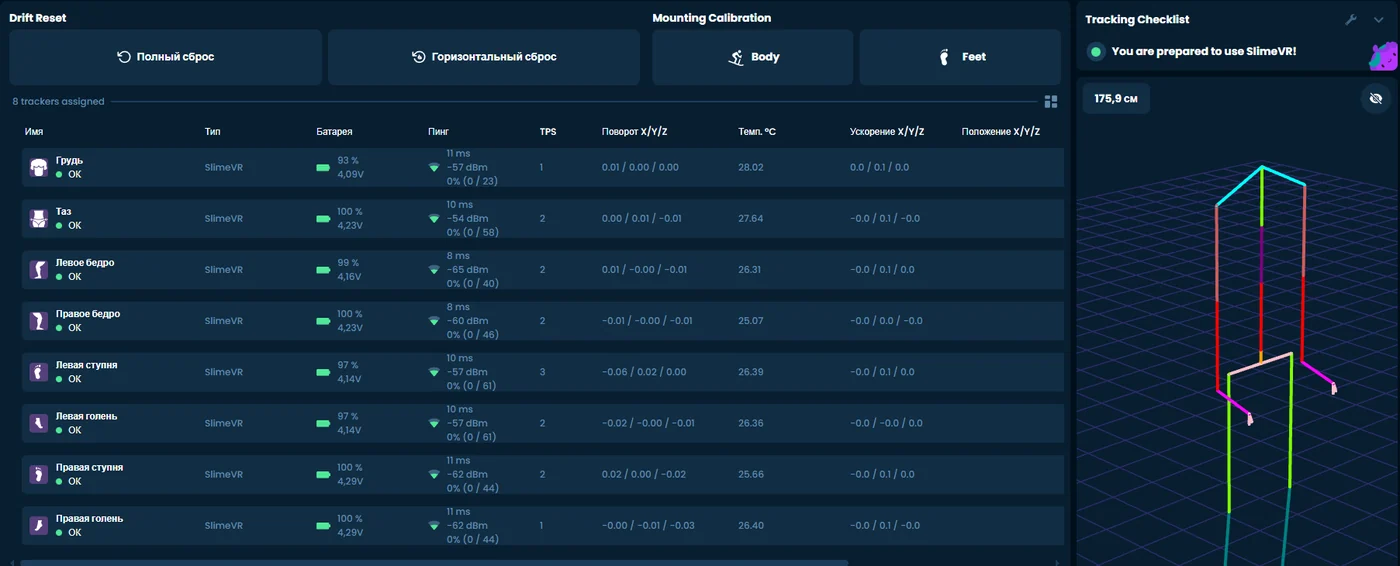 Drift Reset
Mounting Calibration
Полный сброс
Горизонтальный сброс
Body
Feet
8 trackers assigned
Имя Тип Батарея Пинг TPS Поворот X/Y/Z Темп. °C Ускорение X/Y/Z Положение X/Y/Z
Грудь
OK
SlimeVR
93 %
4,09V
11 ms
-57 dBm
0% (0 / 23)
1
0.01 / 0.00 / 0.00
28.02
0.0 / 0.1 / 0.0
Таз
OK
SlimeVR
100 %
4,23V
10 ms
-54 dBm
0% (0 / 58)
2
0.00 / 0.01 / -0.01
27.64
-0.0 / 0.1 / -0.0
Левое бедро
OK
SlimeVR
99 %
4,16V
8 ms
-65 dBm
0% (0 / 40)
2
0.01 / -0.00 / -0.01
26.31
-0.0 / 0.1 / 0.0
Правое бедро
OK
SlimeVR
100 %
4,23V
8 ms
-60 dBm
0% (0 / 46)
2
-0.01 / -0.00 / -0.01
25.07
-0.0 / 0.0 / -0.0
Левая ступня
OK
SlimeVR
97 %
4,14V
10 ms
-57 dBm
0% (0 / 61)
3
-0.06 / 0.02 / 0.00
26.39
-0.0 / 0.1 / 0.0
Левая голень
OK
SlimeVR
97 %
4,14V
10 ms
-57 dBm
0% (0 / 61)
2
-0.02 / -0.00 / -0.01
26.36
-0.0 / -0.0 / 0.0
Правая ступня
OK
SlimeVR
100 %
4,29V
11 ms
-62 dBm
0% (0 / 44)
2
0.02 / 0.00 / -0.02
25.66
-0.0 / 0.1 / 0.0
Правая голень
OK
SlimeVR
100 %
4,29V
11 ms
-62 dBm
0% (0 / 44)
1
-0.00 / -0.01 / -0.03
26.40
-0.0 / 0.1 / -0.0
Tracking Checklist
You are prepared to use SlimeVR!
175,9 см